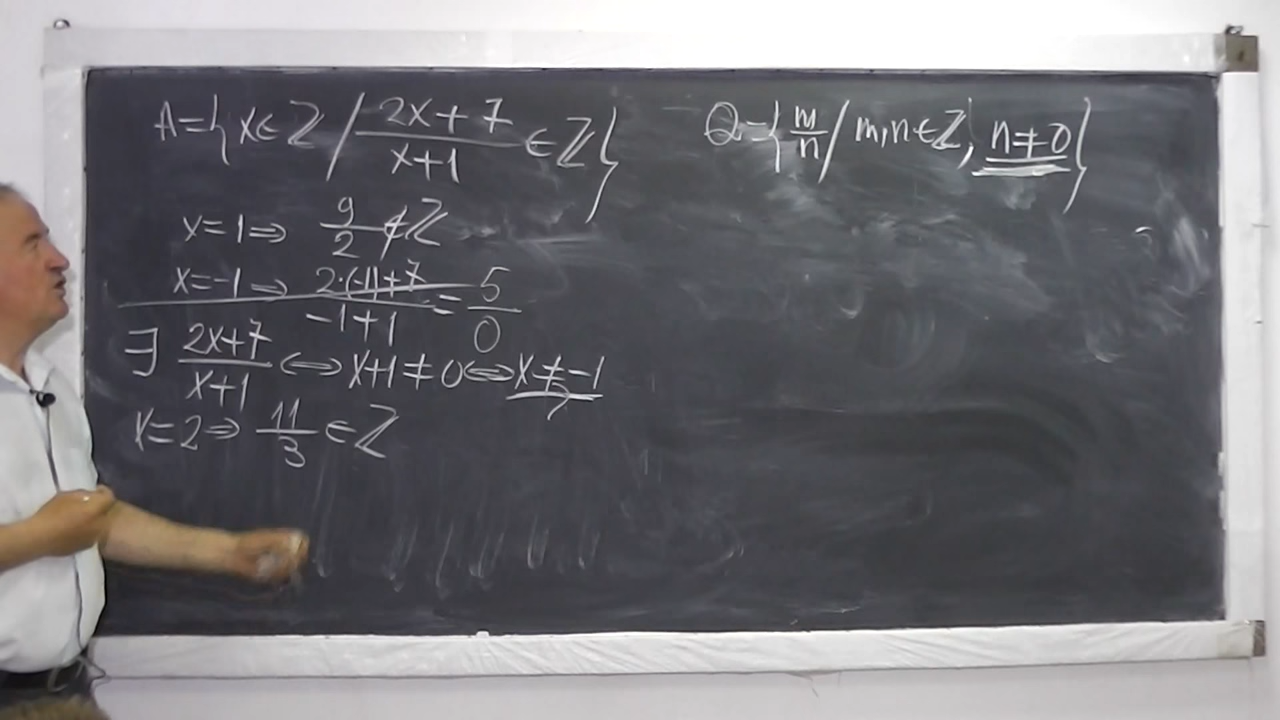 A={x∈ℤ / (2x+7)/(x+1) ∈ℤ}
x=1 ⇒ 9/2 ∉ℤ
x=-1 ⇒ (2·(-1)+7)/(-1+1) = 5/0
∃ (2x+7)/(x+1) ⇔ x+1≠0 ⇔ x≠-1
x=2 ⇒ 11/3 ∈ℤ
Q={m/n / m,n∈ℤ, n≠0}